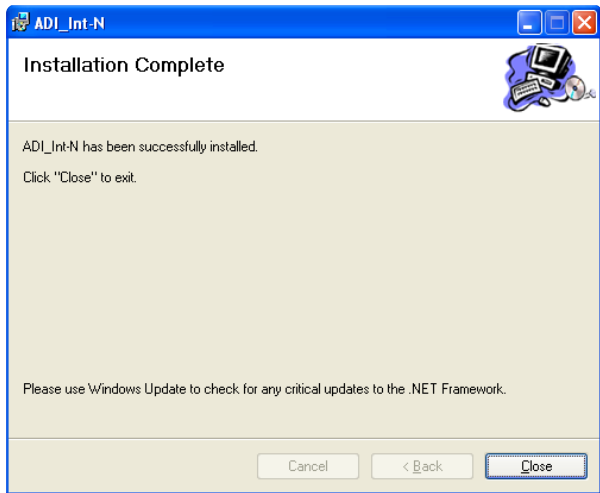 ADI_Int-N
Installation Complete
ADI_Int-N has been successfully installed.
Click "Close" to exit.
Please use Windows Update to check for any critical updates to the .NET Framework.
Cancel
< Back
Close